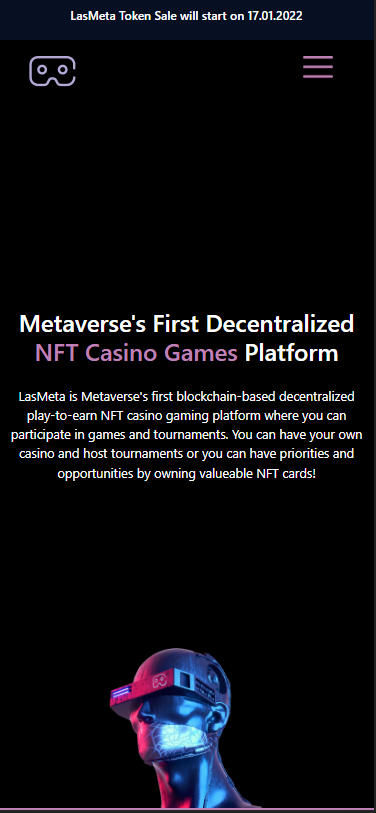 LasMeta Token Sale will start on 17.01.2022
Metaverse's First Decentralized
NFT Casino Games Platform
LasMeta is Metaverse's first blockchain-based decentralized
play-to-earn NFT casino gaming platform where you can
participate in games and tournaments. You can have your own
casino and host tournaments or you can have priorities and
opportunities by owning valueable NFT cards!